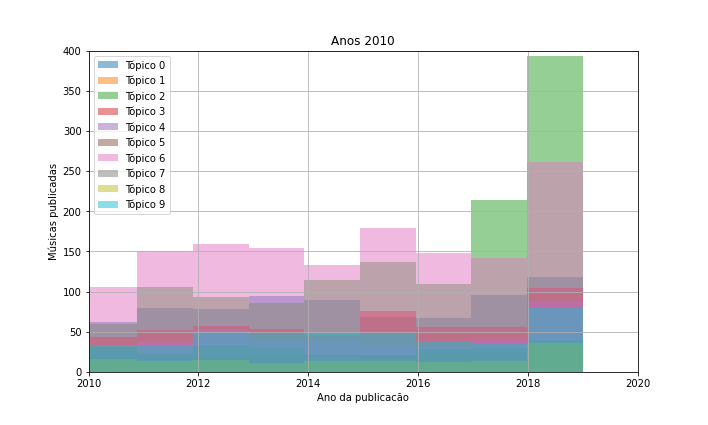 Anos 2010
400
350
300
250
200
150
100
50
0
Músicas publicadas
Tópico 0
Tópico 1
Tópico 2
Tópico 3
Tópico 4
Tópico 5
Tópico 6
Tópico 7
Tópico 8
Tópico 9
2010 2012 2014 2016 2018 2020
Ano da publicacão